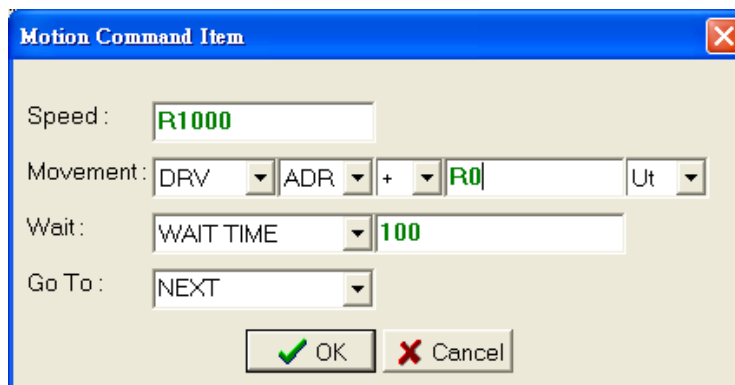 Motion Command Item
Speed : R1000
Movement : DRV ADR + R0 Ut
Wait : WAIT TIME 100
Go To : NEXT
OK Cancel